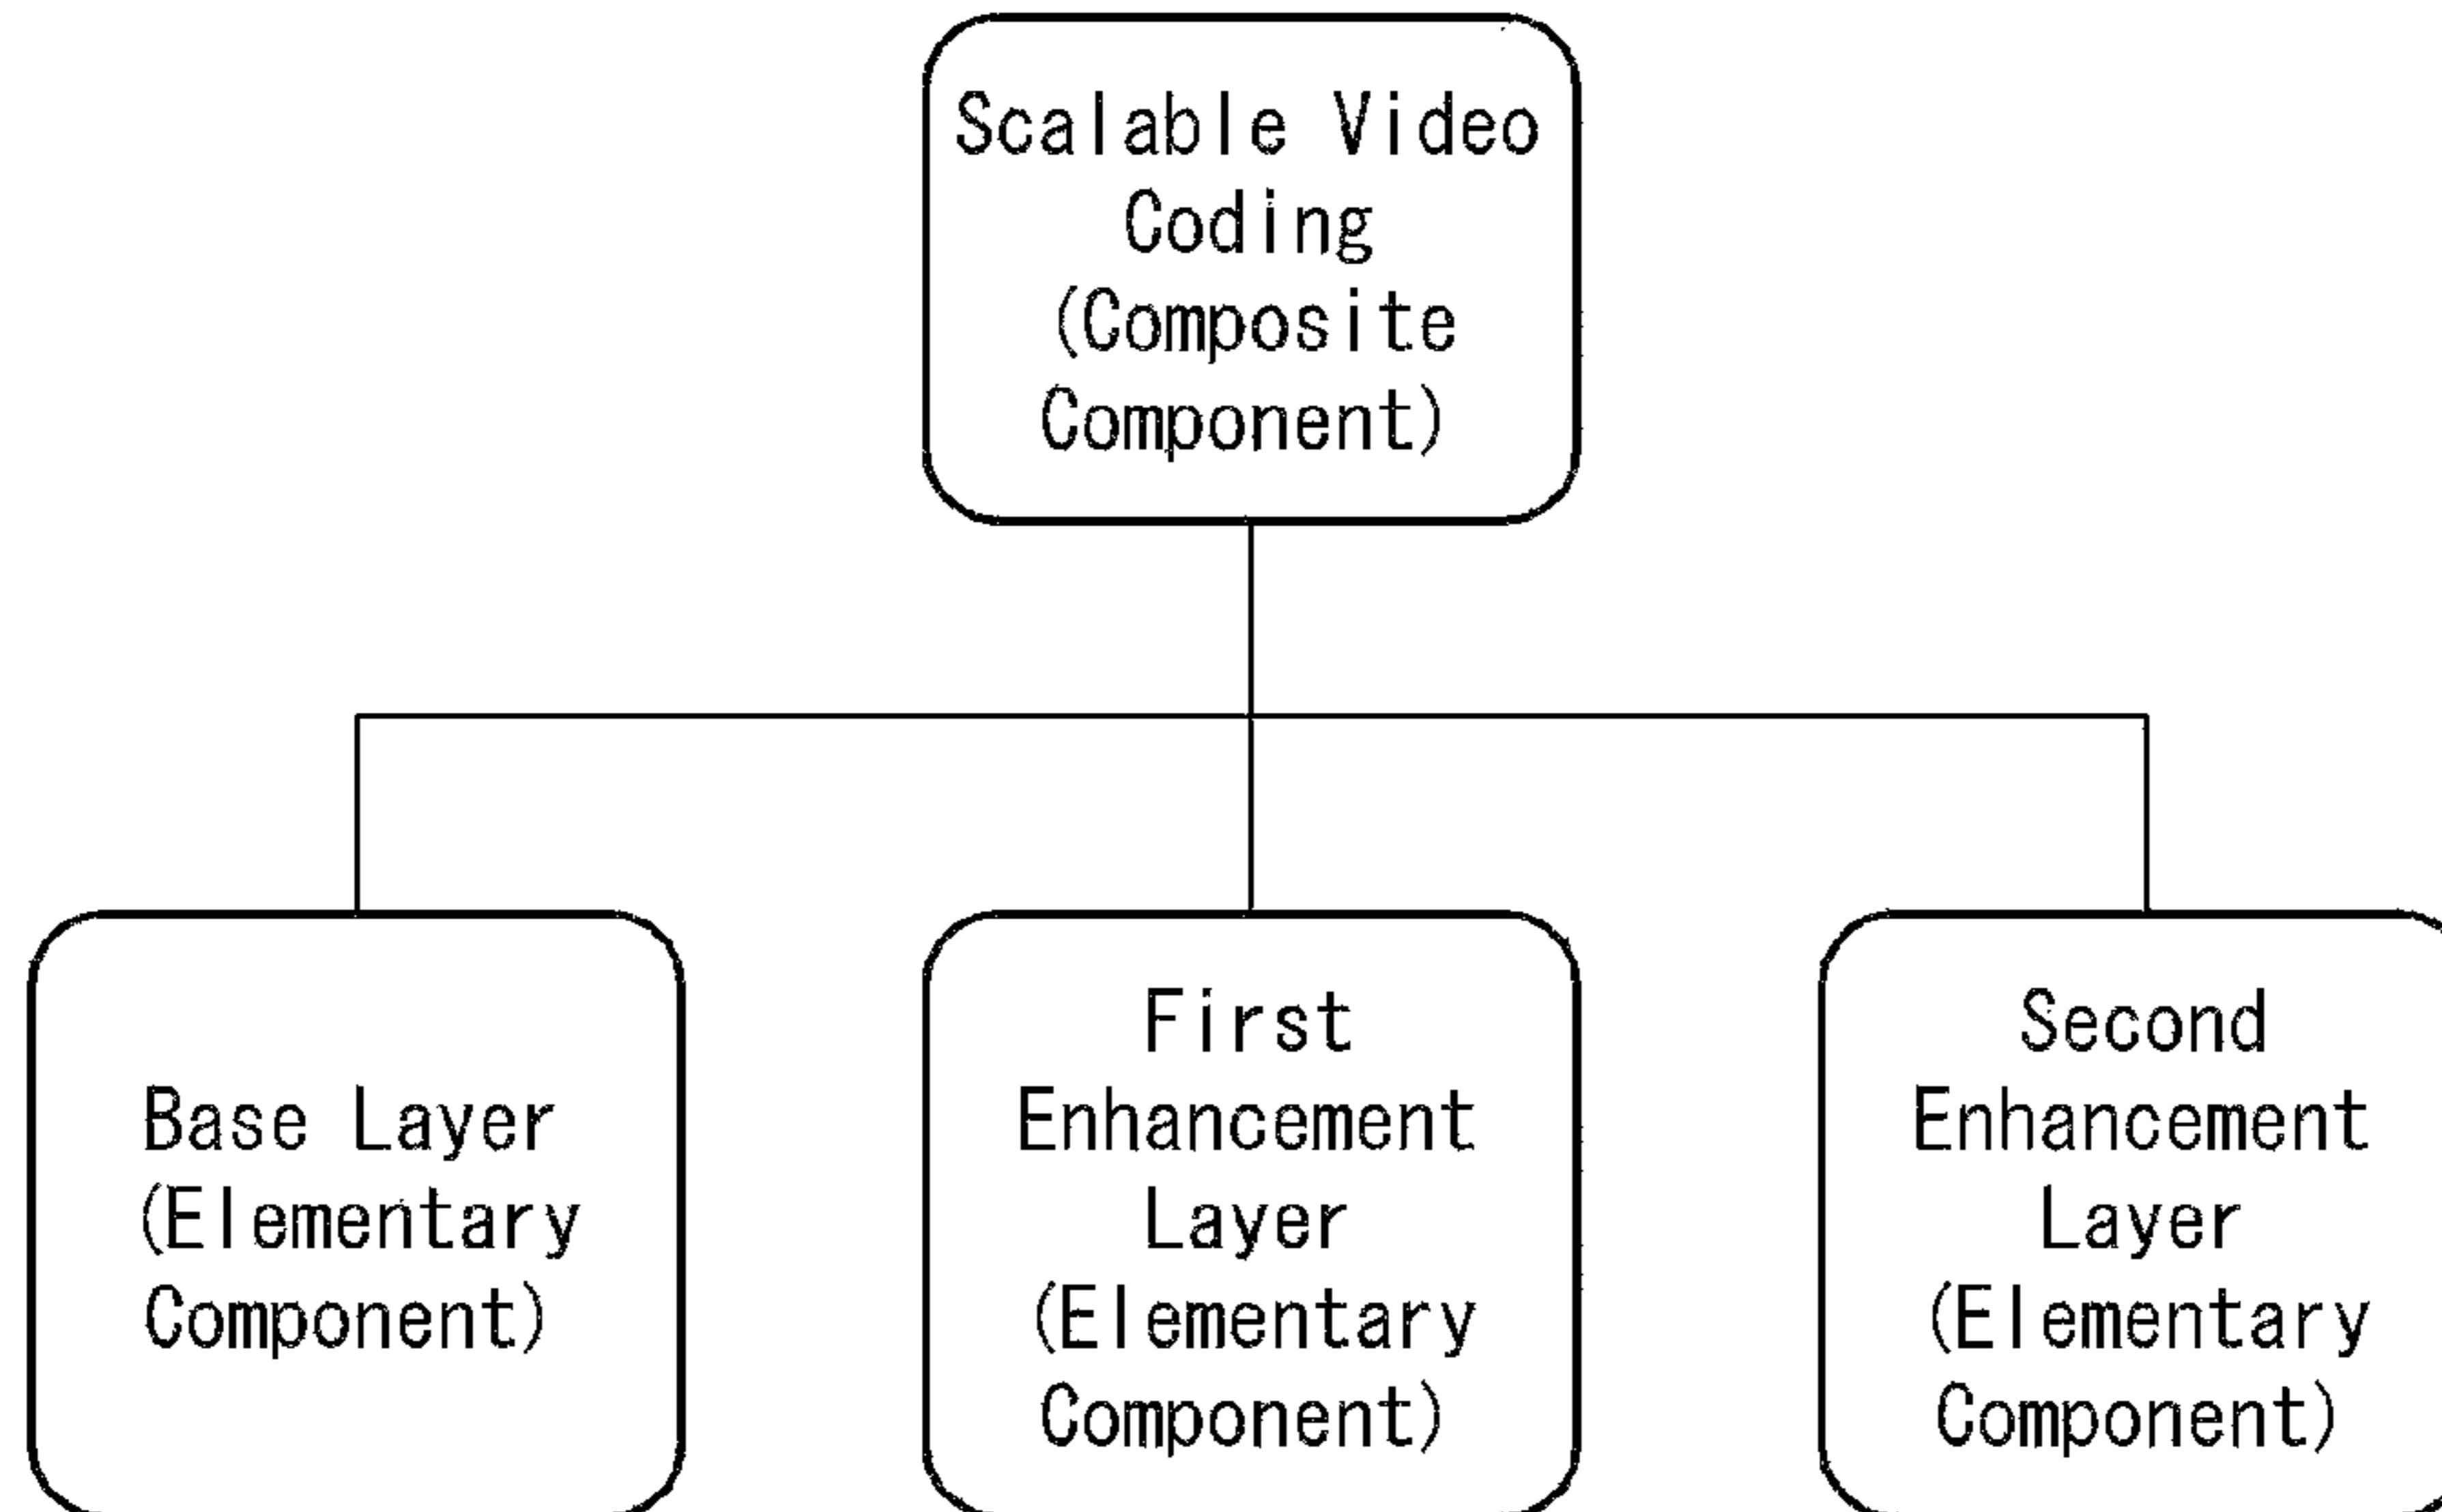 Scalable Video
Coding
(Composite
Component)
Base Layer
(Elementary
Component)
First
Enhancement
Layer
(Elementary
Component)
Second
Enhancement
Layer
(Elementary
Component)